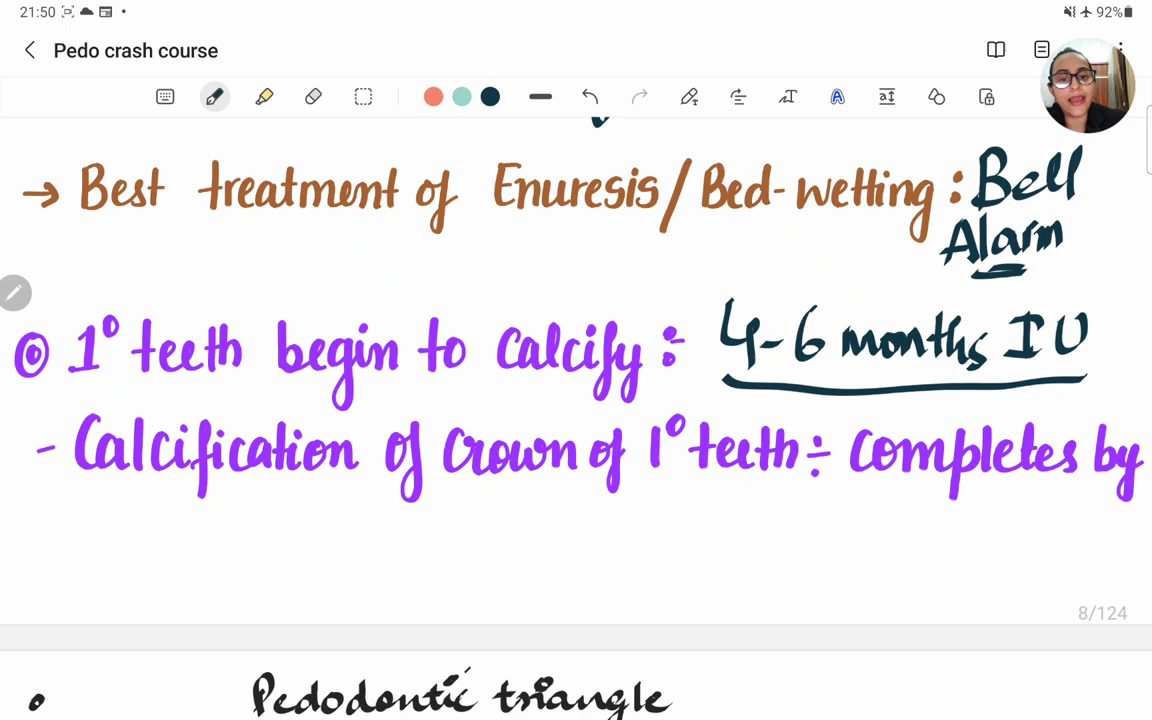 21:50 92%
Pedo crash course
→ Best treatment of Enuresis/Bed-wetting : Bell
Alarm
1° teeth begin to Calcify :- 4-6 months IU
- Calcification of Crown of 1° teeth :- Completes by
8/124
• Pedodontic triangle